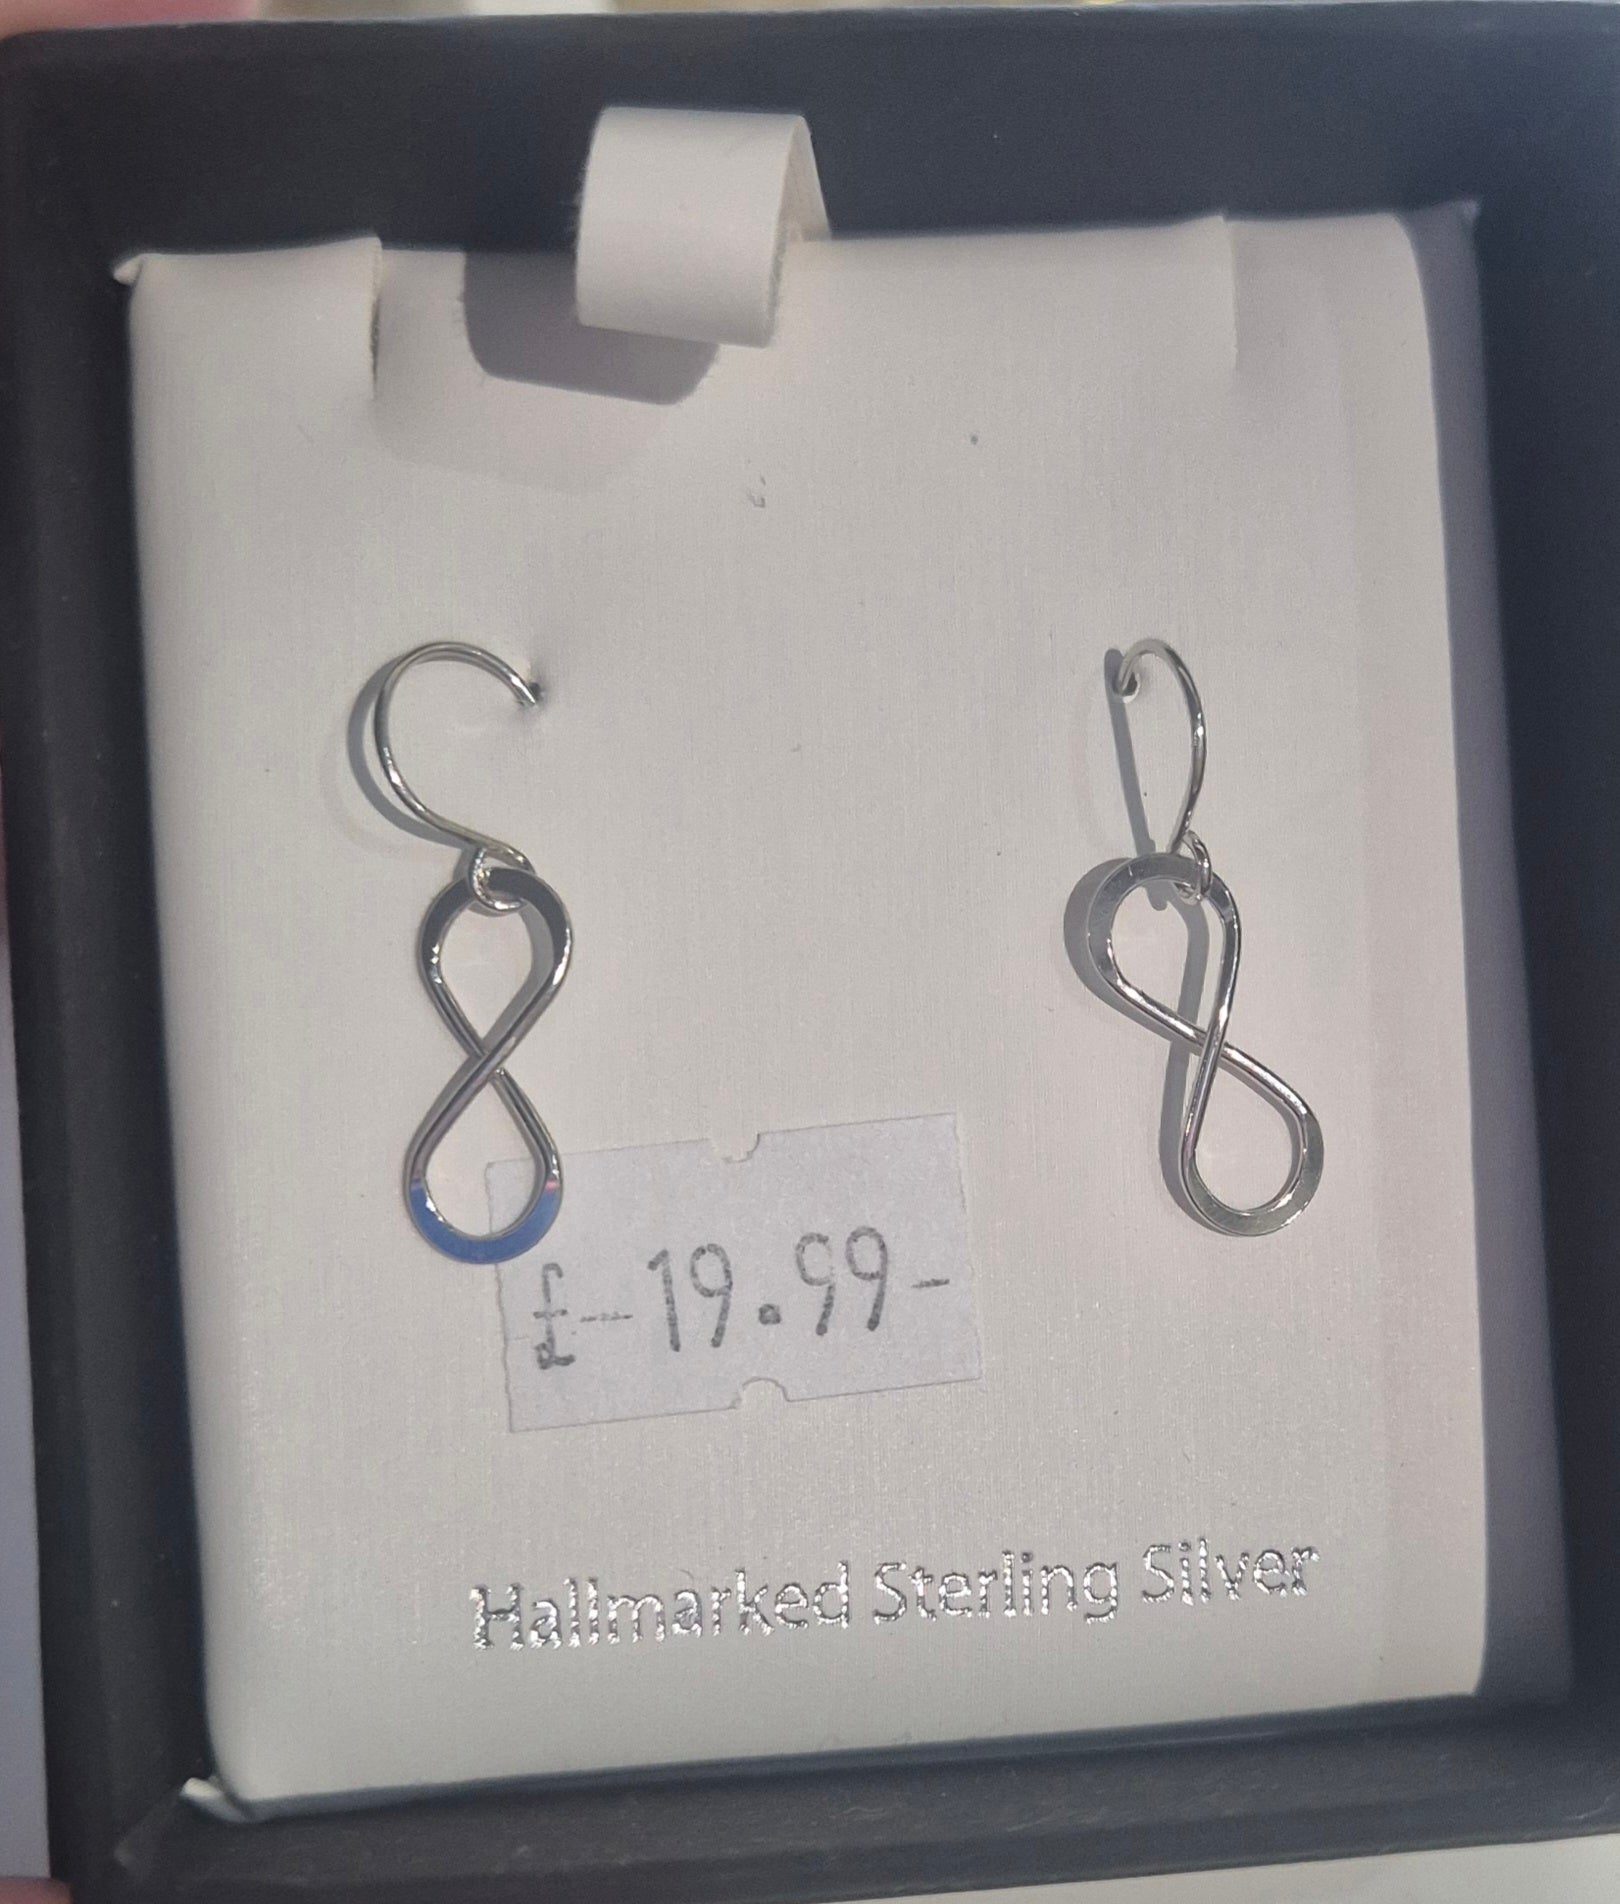 £-19.99-
Hallmarked Sterling Silver